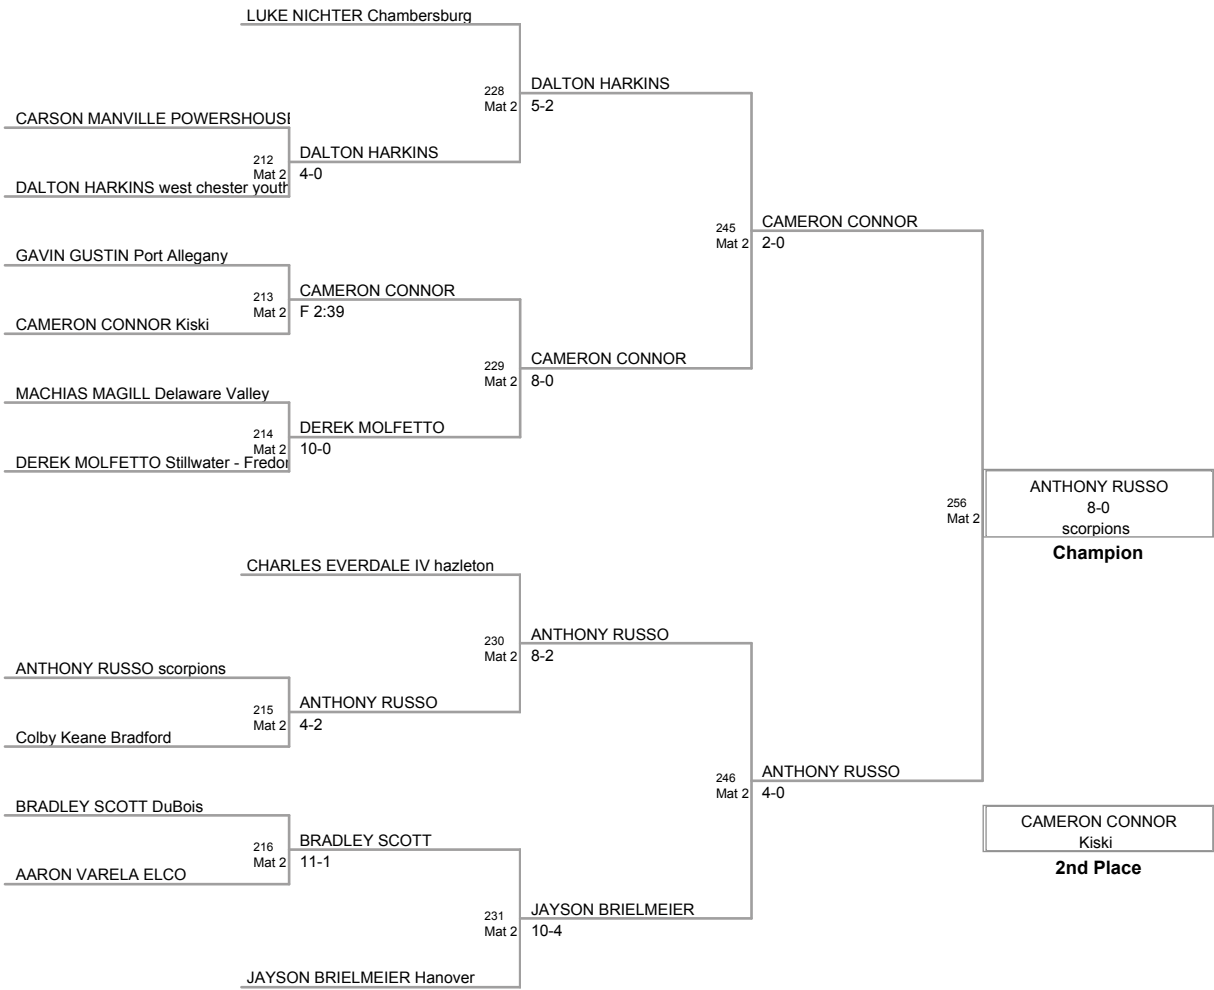 LUKE NICHTER Chambersburg
228
Mat 2
DALTON HARKINS
5-2
CARSON MANVILLE POWERSHOUSE
212
Mat 2
DALTON HARKINS
4-0
DALTON HARKINS west chester youth
245
Mat 2
CAMERON CONNOR
2-0
GAVIN GUSTIN Port Allegany
213
Mat 2
CAMERON CONNOR
F 2:39
CAMERON CONNOR Kiski
229
Mat 2
CAMERON CONNOR
8-0
MACHIAS MAGILL Delaware Valley
214
Mat 2
DEREK MOLFETTO
10-0
DEREK MOLFETTO Stillwater - Fredon
256
Mat 2
ANTHONY RUSSO
8-0
scorpions
Champion
CHARLES EVERDALE IV hazleton
230
Mat 2
ANTHONY RUSSO
8-2
ANTHONY RUSSO scorpions
215
Mat 2
ANTHONY RUSSO
4-2
Colby Keane Bradford
246
Mat 2
ANTHONY RUSSO
4-0
BRADLEY SCOTT DuBois
216
Mat 2
BRADLEY SCOTT
11-1
AARON VARELA ELCO
CAMERON CONNOR
Kiski
2nd Place
231
Mat 2
JAYSON BRIELMEIER
10-4
JAYSON BRIELMEIER Hanover